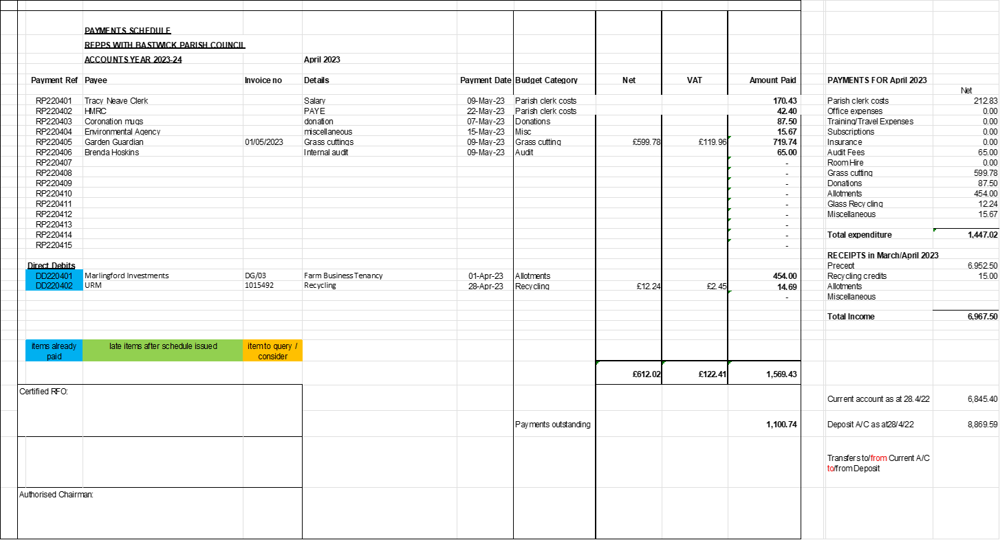 PAYMENTS SCHEDULE
REPPS WITH BASTWICK PARISH COUNCIL
ACCOUNTS YEAR 2023-24 April 2023
Payment Ref Payee Invoice no Details Payment Date Budget Category Net VAT Amount Paid PAYMENTS FOR April 2023
Net
RP220401 Tracy Neave Clerk Salary 09-May-23 Parish clerk costs 170.43 Parish clerk costs 212.83
RP220402 HMRC PAYE 22-May-23 Parish clerk costs 42.40 Office expenses 0.00
RP220403 Coronation mugs donation 07-May-23 Donations 87.50 Training/Travel Expenses 0.00
RP220404 Environmental Agency miscellaneous 15-May-23 Misc 15.67 Subscriptions 0.00
RP220405 Garden Guardian 01/05/2023 Grass cuttings 09-May-23 Grass cutting £599.78 £119.96 719.74 Insurance 0.00
RP220406 Brenda Hoskins Internal audit 09-May-23 Audit 65.00 Audit Fees 65.00
RP220407 - Room Hire 0.00
RP220408 - Grass cutting 599.78
RP220409 - Donations 87.50
RP220410 - Allotments 454.00
RP220411 - Glass Recycling 12.24
RP220412 - Miscellaneous 15.67
RP220413 -
RP220414 - Total expenditure 1,447.02
RP220415 -
RECEIPTS in March/April 2023
Direct Debits Precept 6,952.50
DD220401 Marlingford Investments DG/03 Farm Business Tenancy 01-Apr-23 Allotments 454.00 Recycling credits 15.00
DD220402 URM 1015492 Recycling 28-Apr-23 Recycling £12.24 £2.45 14.69 Allotments
- Miscellaneous
Total Income 6,967.50
items already paid late items after schedule issued item to query / consider
£612.02 £122.41 1,569.43
Certified RFO:
Current account as at 28.4/22 6,845.40
Payments outstanding 1,100.74 Deposit A/C as at28/4/22 8,869.59
Transfers to/from Current A/C
to/from Deposit
Authorised Chairman: